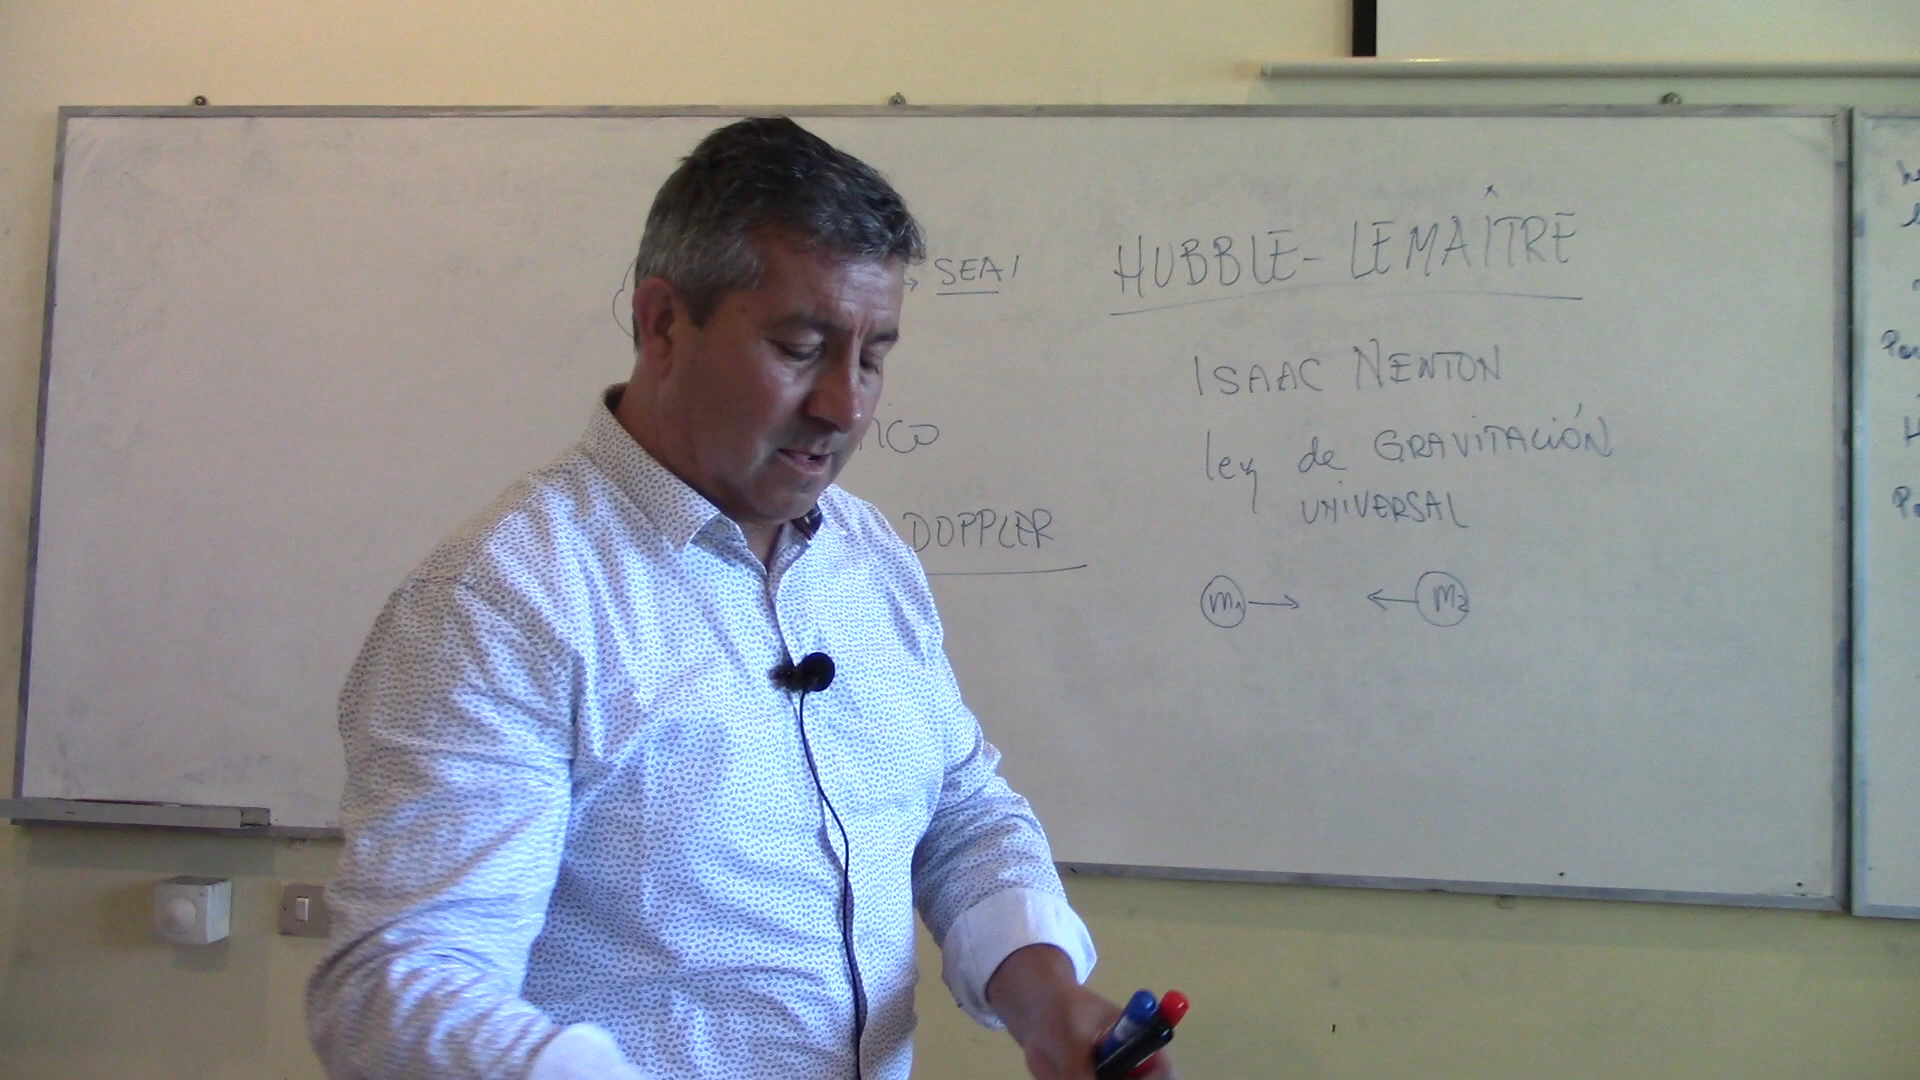 SEA
HUBBLE-LEMAÎTRE
ISAAC NEWTON
ley de GRAVITACIÓN
UNIVERSAL
DOPPLER
m1 → ← m2